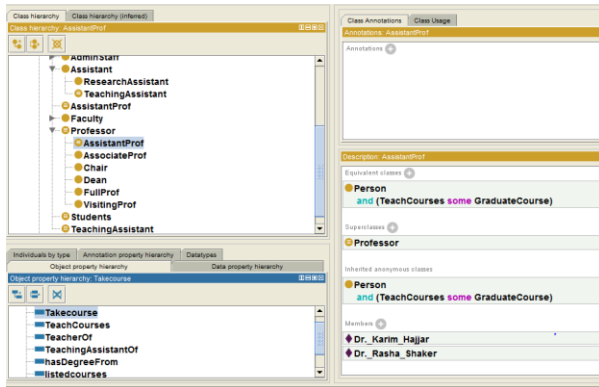 Class hierarchy
Class hierarchy (inferred)
Class hierarchy: AssistantProf
AdminStaff
Assistant
ResearchAssistant
TeachingAssistant
AssistantProf
Faculty
Professor
AssistantProf
AssociateProf
Chair
Dean
FullProf
VisitingProf
Students
TeachingAssistant
Individuals by type
Annotation property hierarchy
Datatypes
Object property hierarchy
Data property hierarchy
Object property hierarchy: Takecourse
Takecourse
TeachCourses
TeacherOf
TeachingAssistantOf
hasDegreeFrom
listedcourses
Class Annotations
Class Usage
Annotations: AssistantProf
Annotations
Description: AssistantProf
Equivalent classes
Person
and (TeachCourses some GraduateCourse)
Superclasses
Professor
Inherited anonymous classes
Person
and (TeachCourses some GraduateCourse)
Members
Dr._Karim_Hajjar
Dr._Rasha_Shaker